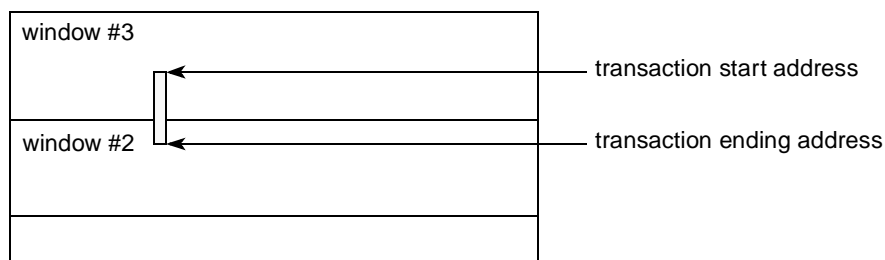 window #3
transaction start address
window #2
transaction ending address